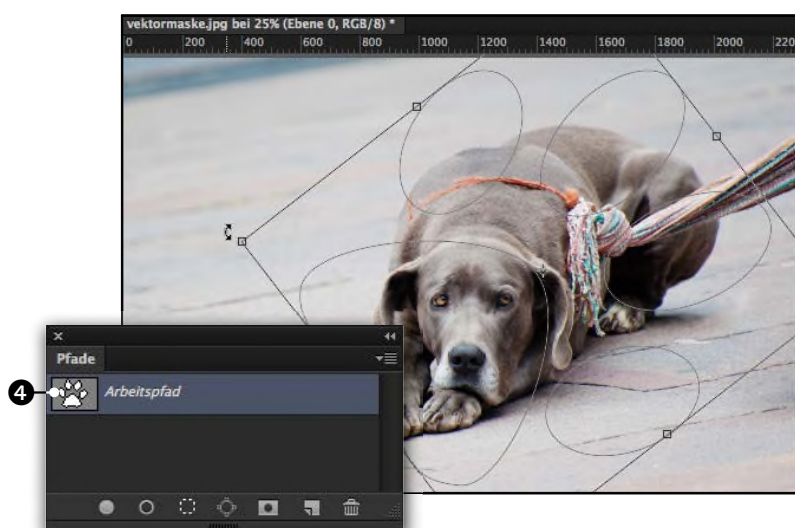 vektormaske.jpg bei 25% (Ebene 0, RGB/8) *
0 200 400 600 800 1000 1200 1400 1600 1800 2000 220
Pfade
4 Arbeitspfad